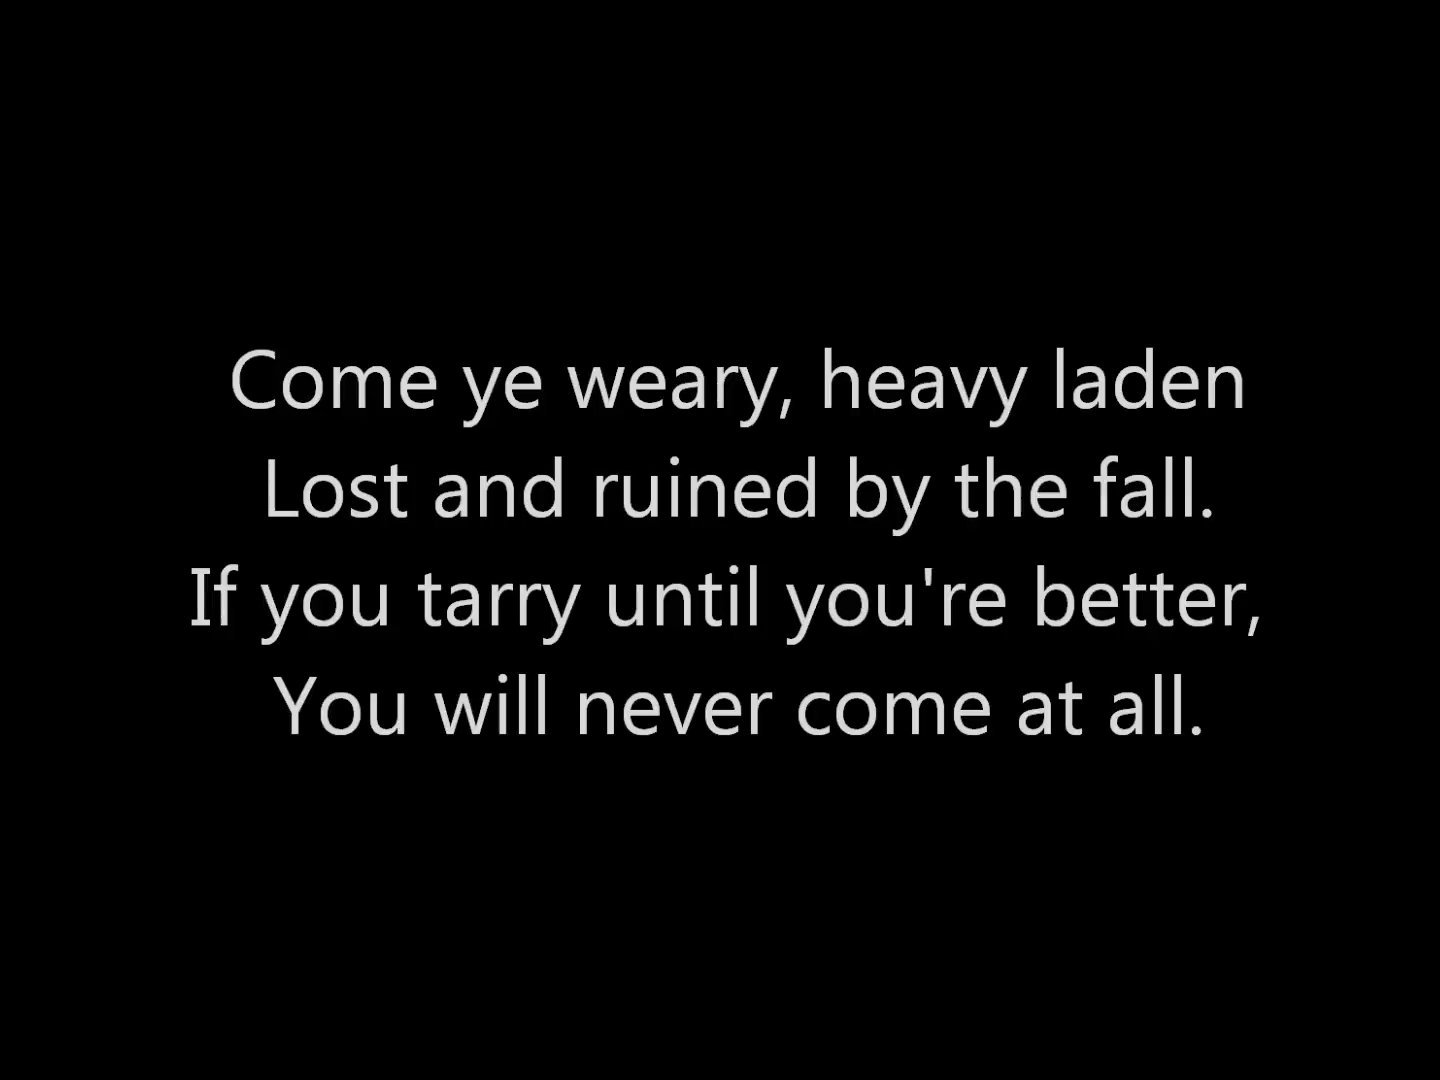 Come ye weary, heavy laden
Lost and ruined by the fall.
If you tarry until you're better,
You will never come at all.